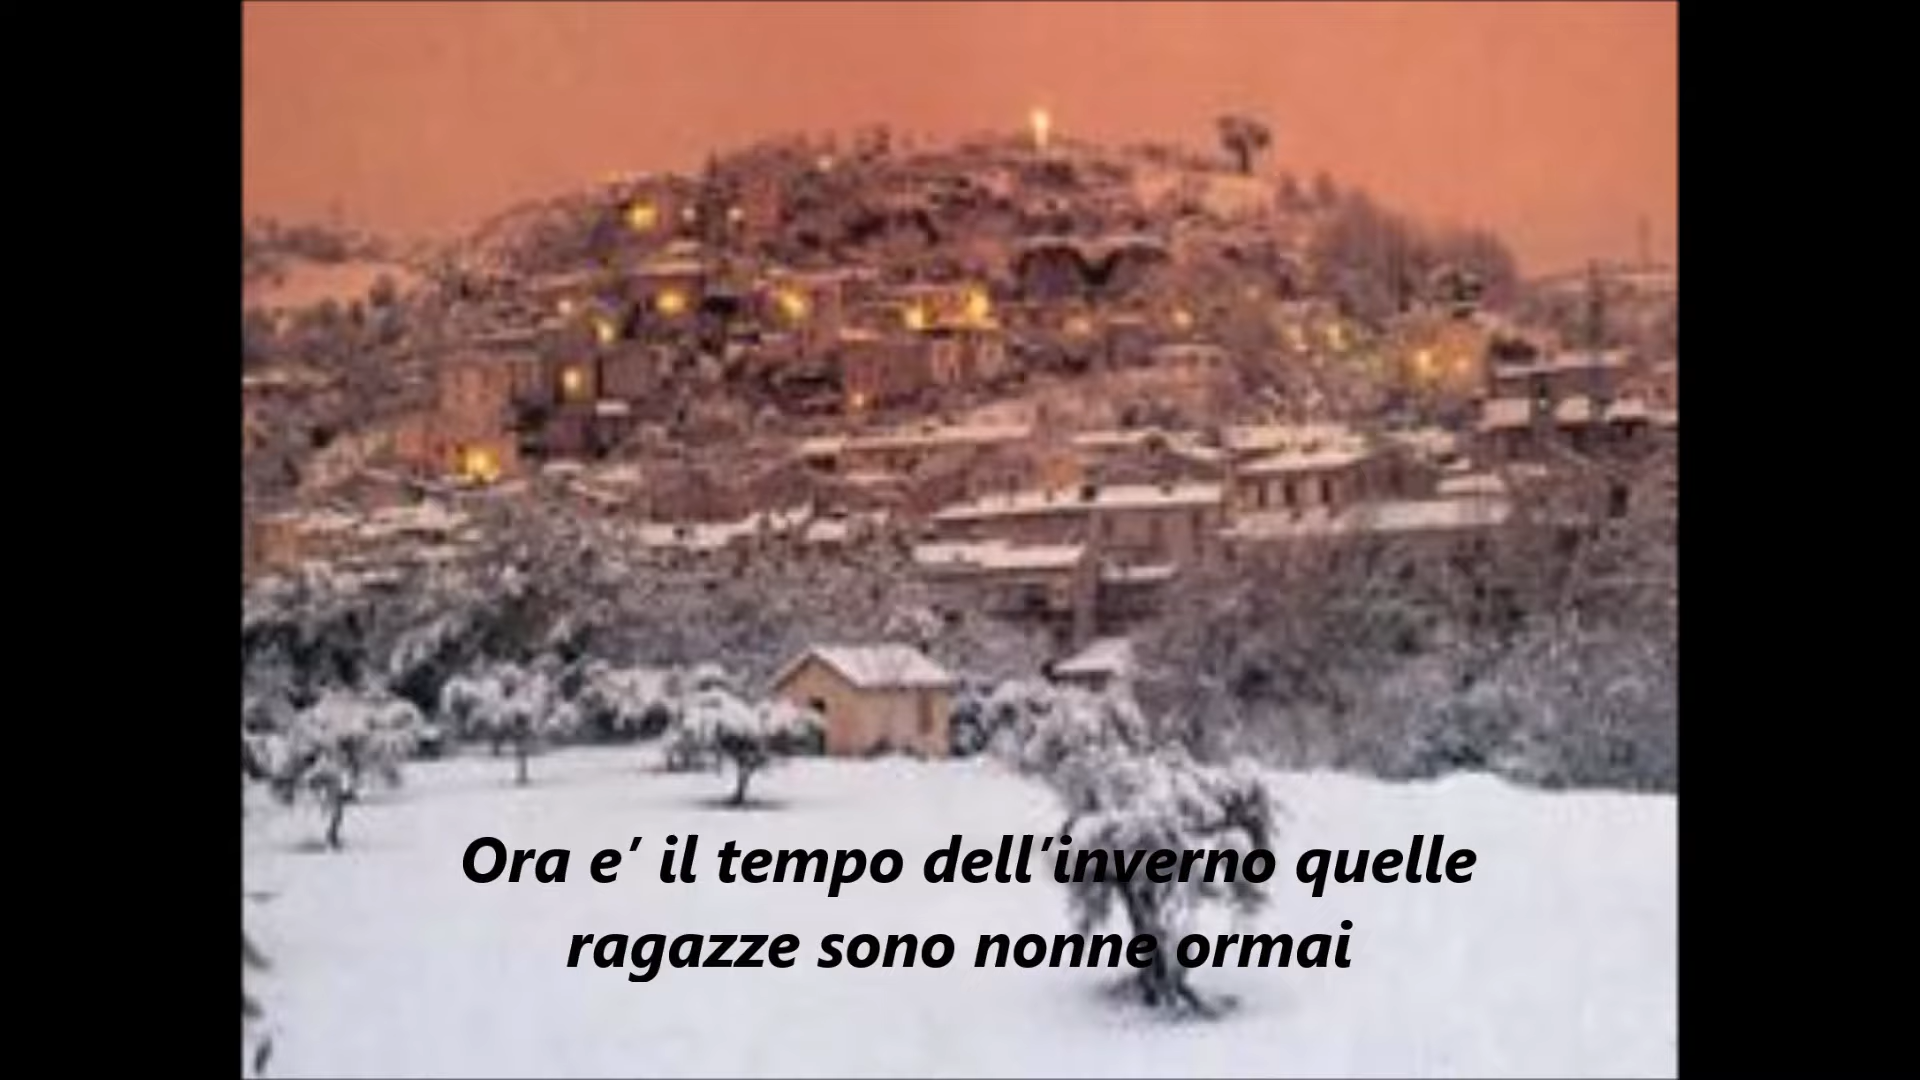 Ora e’ il tempo dell’inverno quelle
ragazze sono nonne ormai